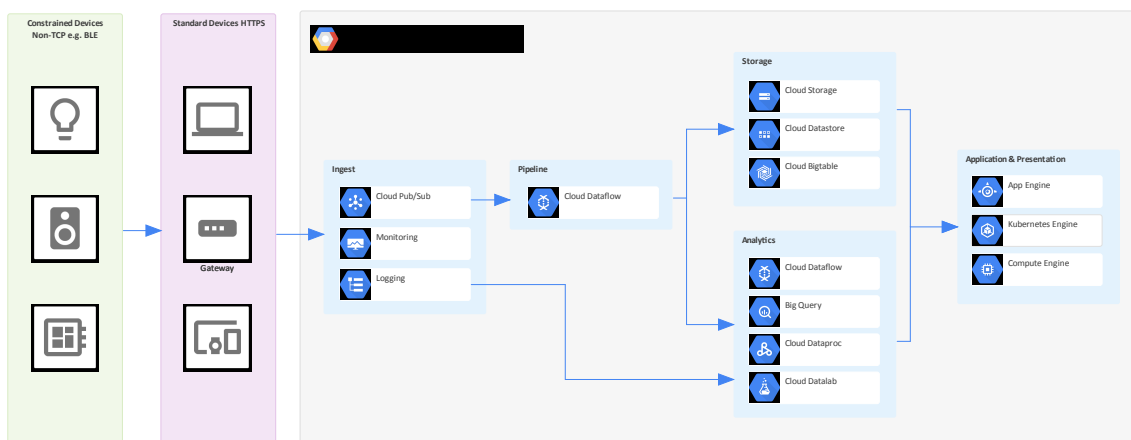 Constrained Devices
Non-TCP e.g. BLE
Standard Devices HTTPS
Gateway
Ingest
Cloud Pub/Sub
Monitoring
Logging
Pipeline
Cloud Dataflow
Storage
Cloud Storage
Cloud Datastore
Cloud Bigtable
Analytics
Cloud Dataflow
Big Query
Cloud Dataproc
Cloud Datalab
Application & Presentation
App Engine
Kubernetes Engine
Compute Engine